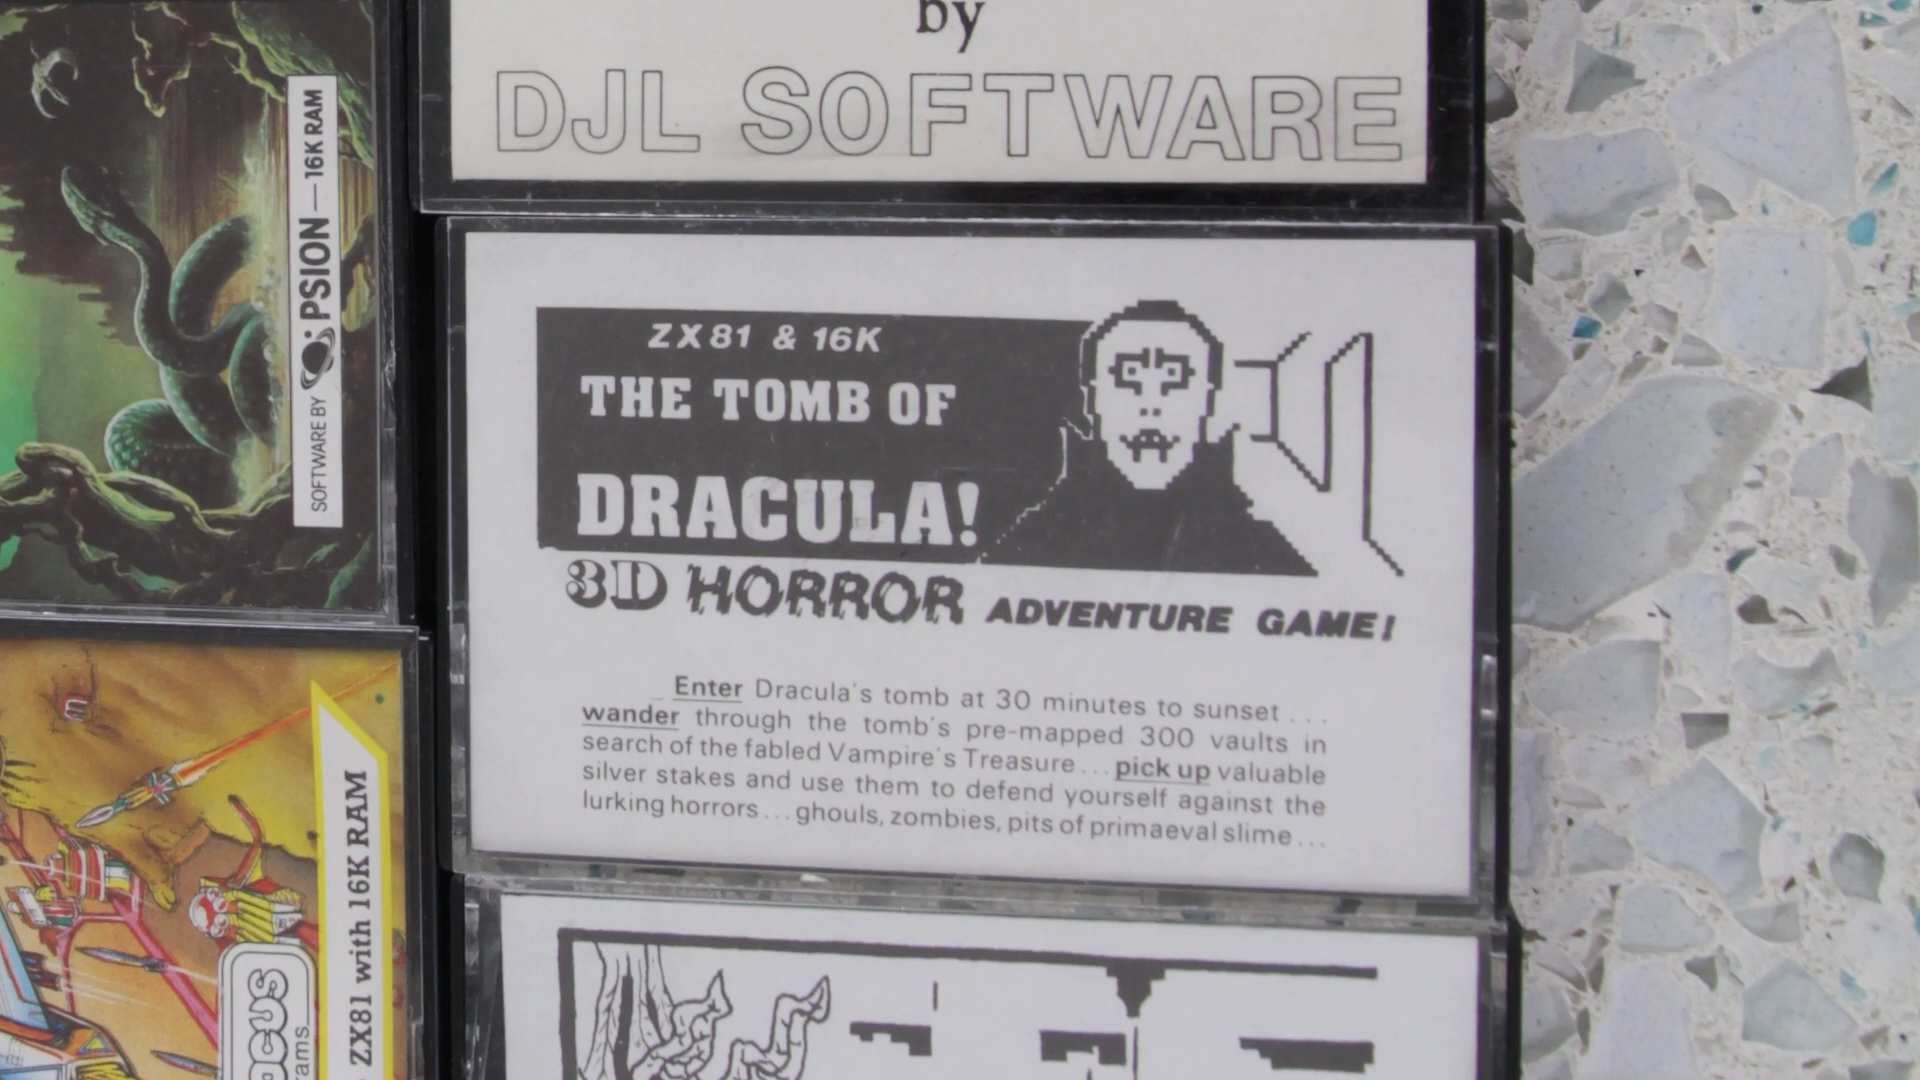 by
DJL SOFTWARE
SOFTWARE BY PSION — 16K RAM
ZX81 & 16K
THE TOMB OF
DRACULA!
3D HORROR ADVENTURE GAME!
Enter Dracula's tomb at 30 minutes to sunset ...
wander through the tomb's pre-mapped 300 vaults in
search of the fabled Vampire's Treasure ... pick up valuable
silver stakes and use them to defend yourself against the
lurking horrors ... ghouls, zombies, pits of primaeval slime ...
ZX81 with 16K RAM